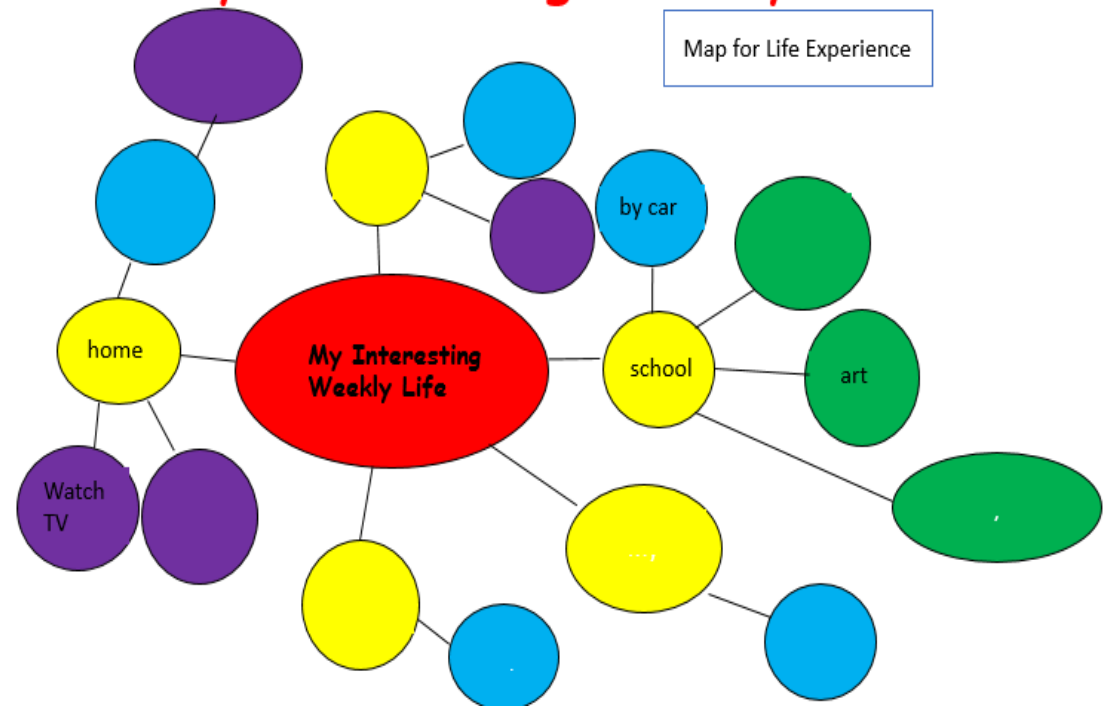 Map for Life Experience
by car
home
My Interesting
Weekly Life
school
art
Watch
TV